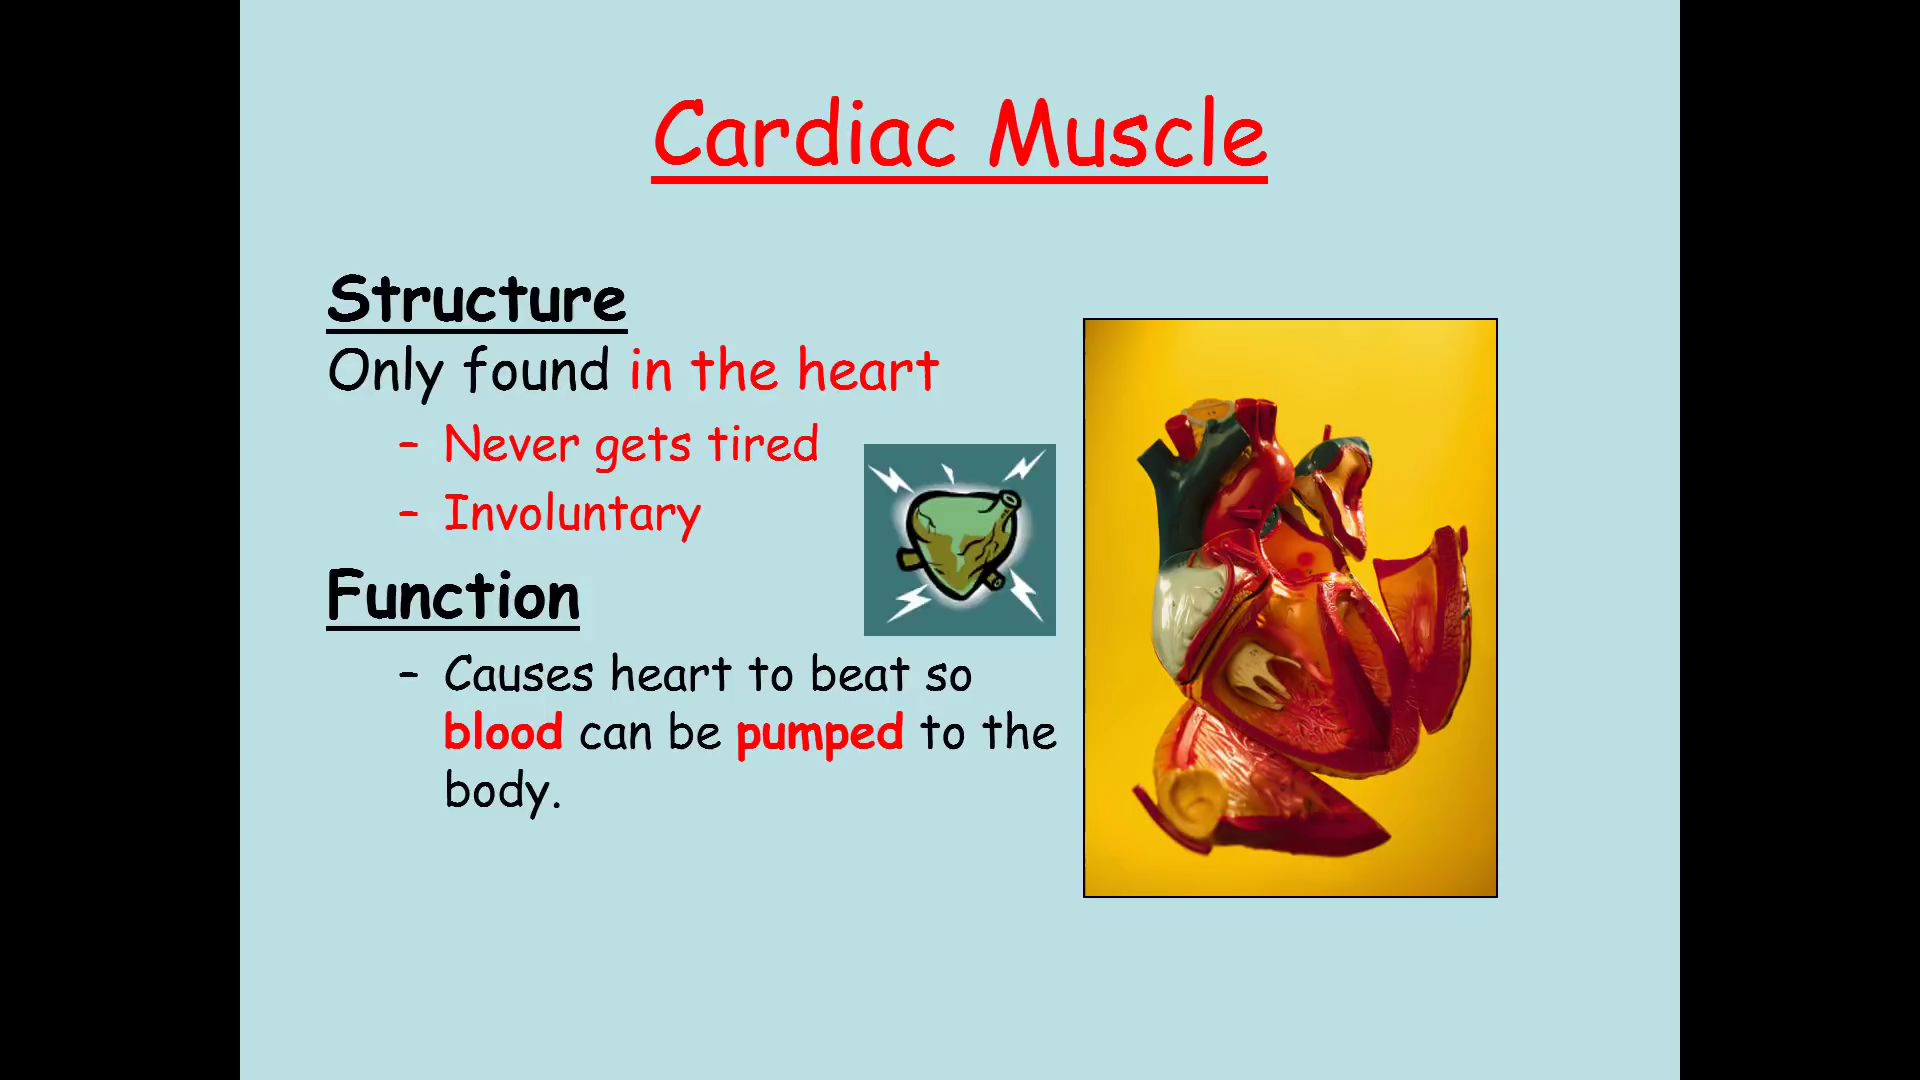 Cardiac Muscle
Structure
Only found in the heart
– Never gets tired
– Involuntary
Function
– Causes heart to beat so
blood can be pumped to the
body.